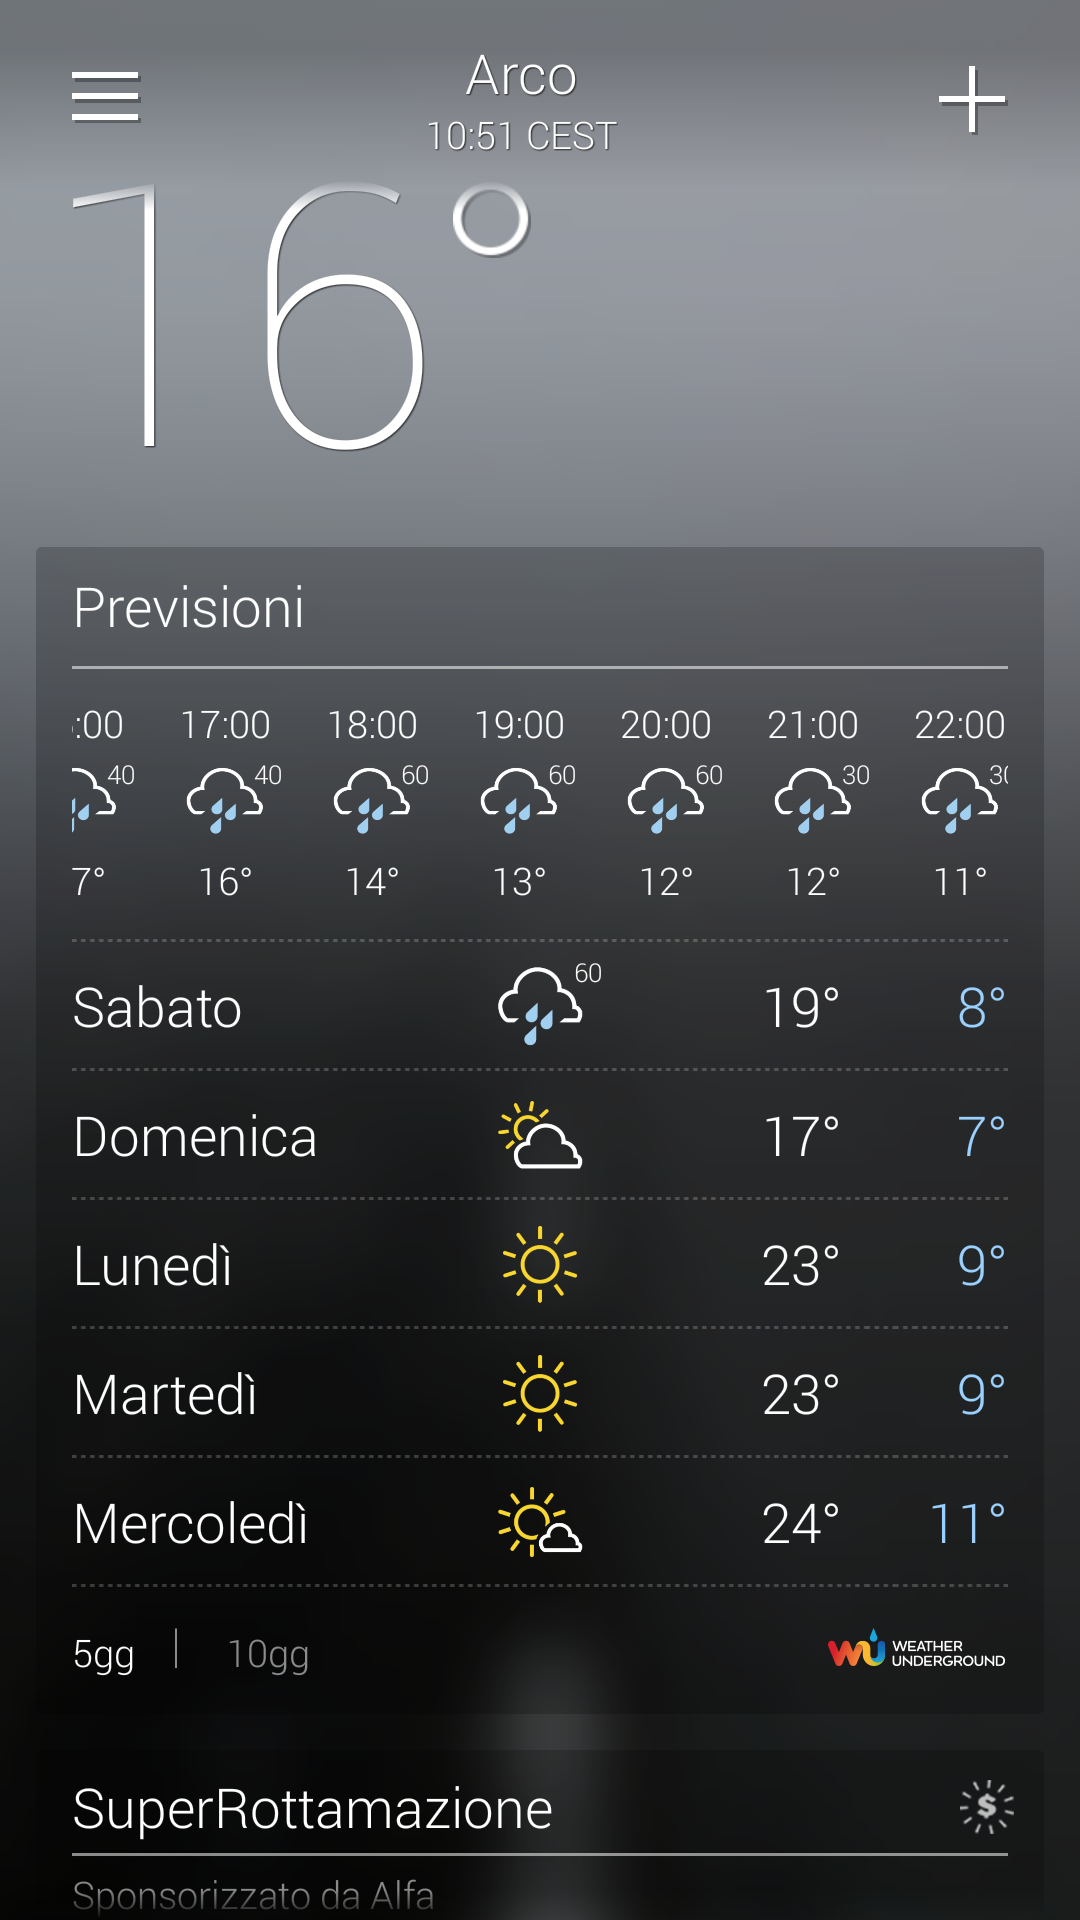 Arco
10:51 CEST
16°
Previsioni
:00 17:00 18:00 19:00 20:00 21:00 22:00
40 40 60 60 60 30 30
7° 16° 14° 13° 12° 12° 11°
Sabato 60 19° 8°
Domenica 17° 7°
Lunedì 23° 9°
Martedì 23° 9°
Mercoledì 24° 11°
5gg | 10gg WU WEATHER UNDERGROUND
SuperRottamazione $
Sponsorizzato da Alfa